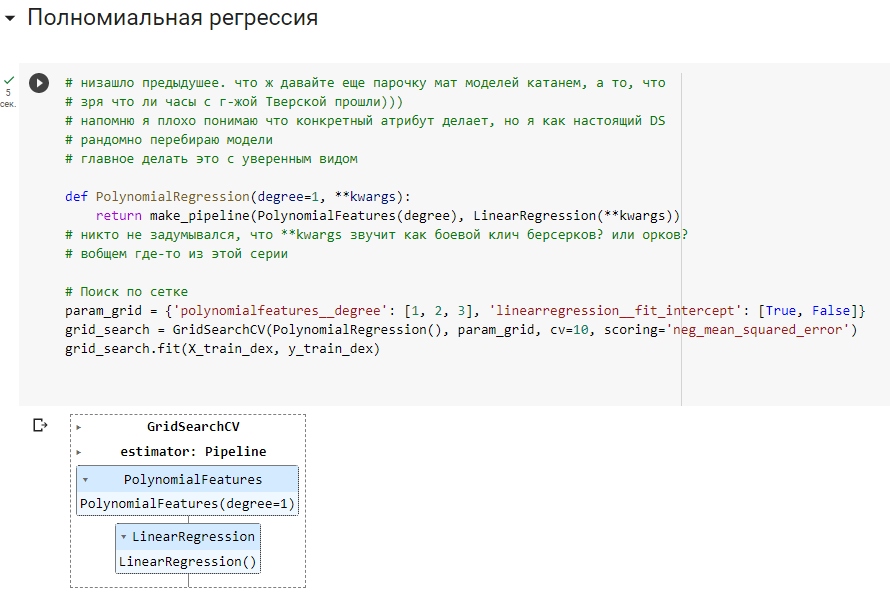 Полномиальная регрессия
5
сек.
# низашло предыдушее. что ж давайте еще парочку мат моделей катанем, а то, что
# зря что ли часы с г-жой Тверской прошли)))
# напомню я плохо понимаю что конкретный атрибут делает, но я как настоящий DS
# рандомно перебираю модели
# главное делать это с уверенным видом
def PolynomialRegression(degree=1, **kwargs):
    return make_pipeline(PolynomialFeatures(degree), LinearRegression(**kwargs))
# никто не задумывался, что **kwargs звучит как боевой клич берсерков? или орков?
# вобщем где-то из этой серии
# Поиск по сетке
param_grid = {'polynomialfeatures__degree': [1, 2, 3], 'linearregression__fit_intercept': [True, False]}
grid_search = GridSearchCV(PolynomialRegression(), param_grid, cv=10, scoring='neg_mean_squared_error')
grid_search.fit(X_train_dex, y_train_dex)
GridSearchCV
estimator: Pipeline
PolynomialFeatures
PolynomialFeatures(degree=1)
LinearRegression
LinearRegression()